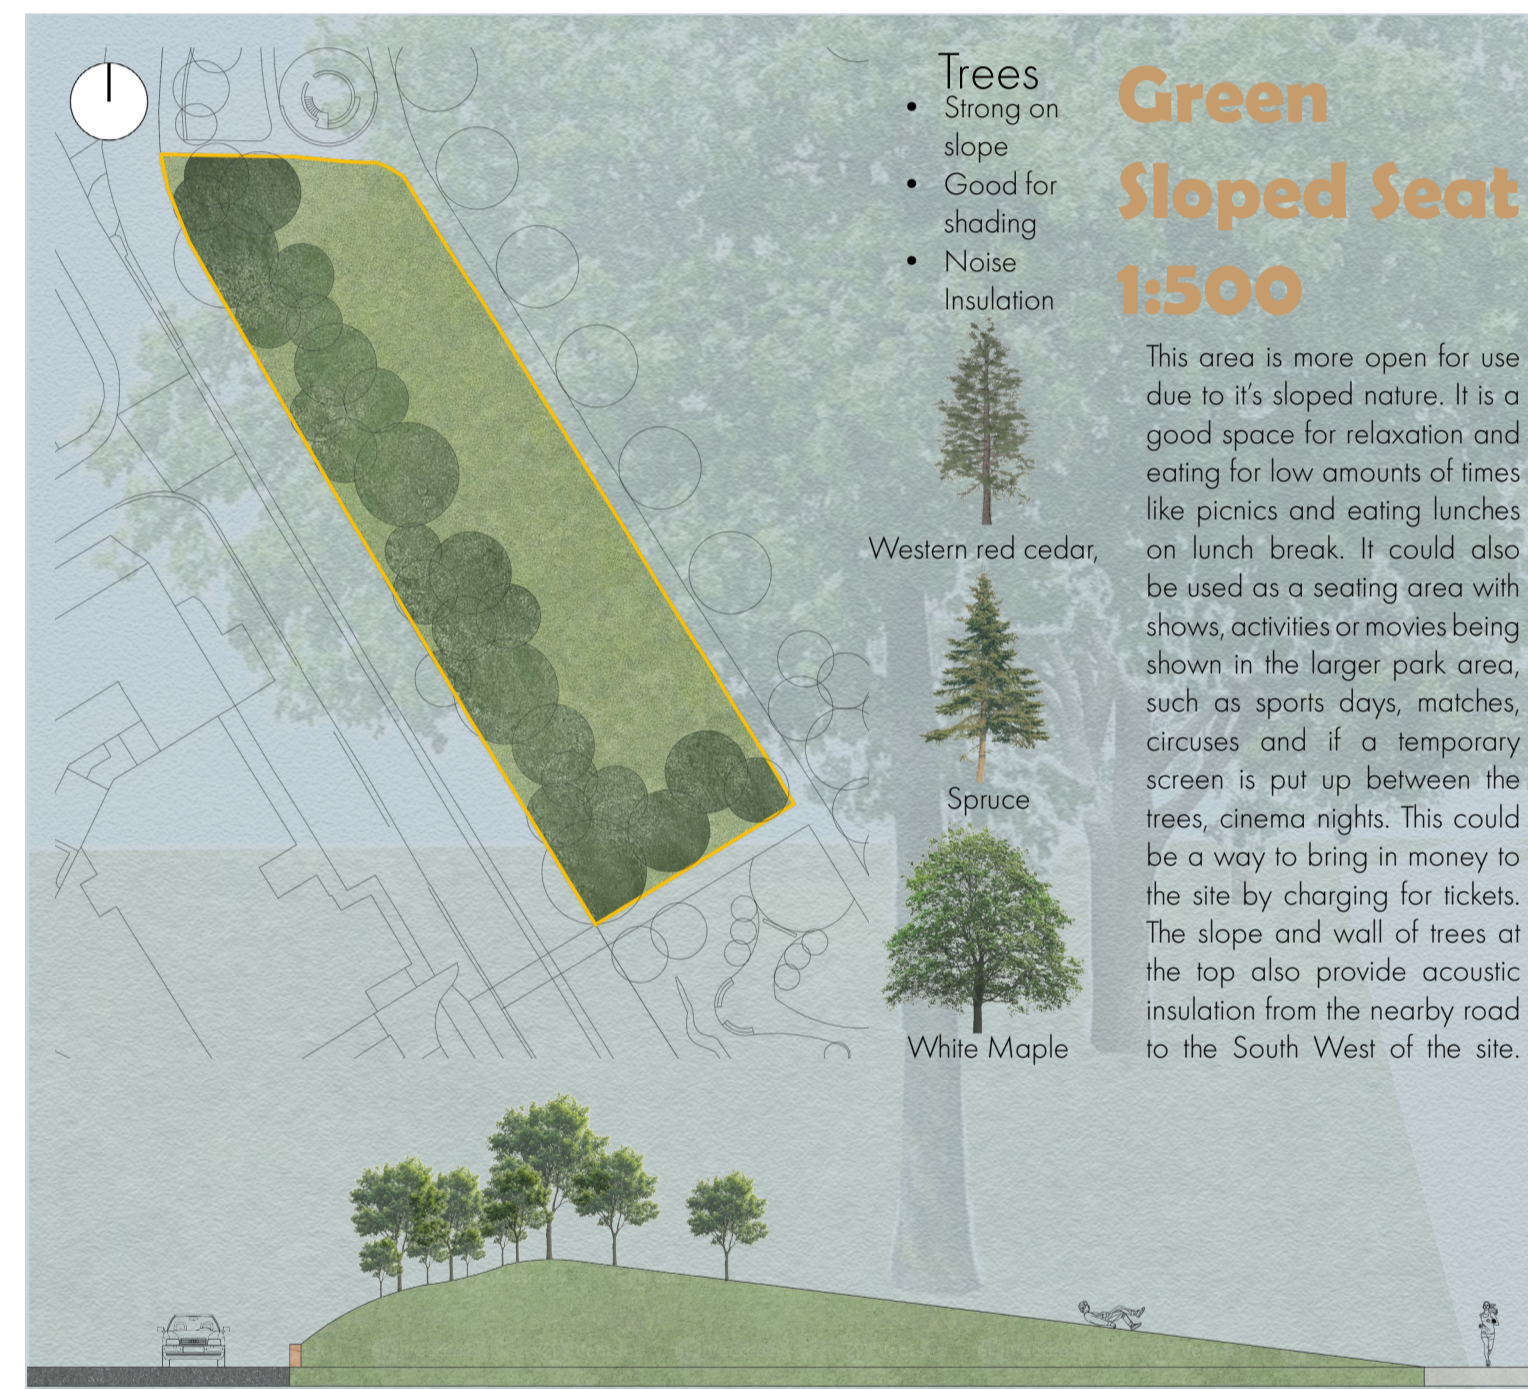 Trees
• Strong on
slope
• Good for
shading
• Noise
Insulation
Western red cedar,
Spruce
White Maple
Green
Sloped Seat
1:500
This area is more open for use
due to it's sloped nature. It is a
good space for relaxation and
eating for low amounts of times
like picnics and eating lunches
on lunch break. It could also
be used as a seating area with
shows, activities or movies being
shown in the larger park area,
such as sports days, matches,
circuses and if a temporary
screen is put up between the
trees, cinema nights. This could
be a way to bring in money to
the site by charging for tickets.
The slope and wall of trees at
the top also provide acoustic
insulation from the nearby road
to the South West of the site.